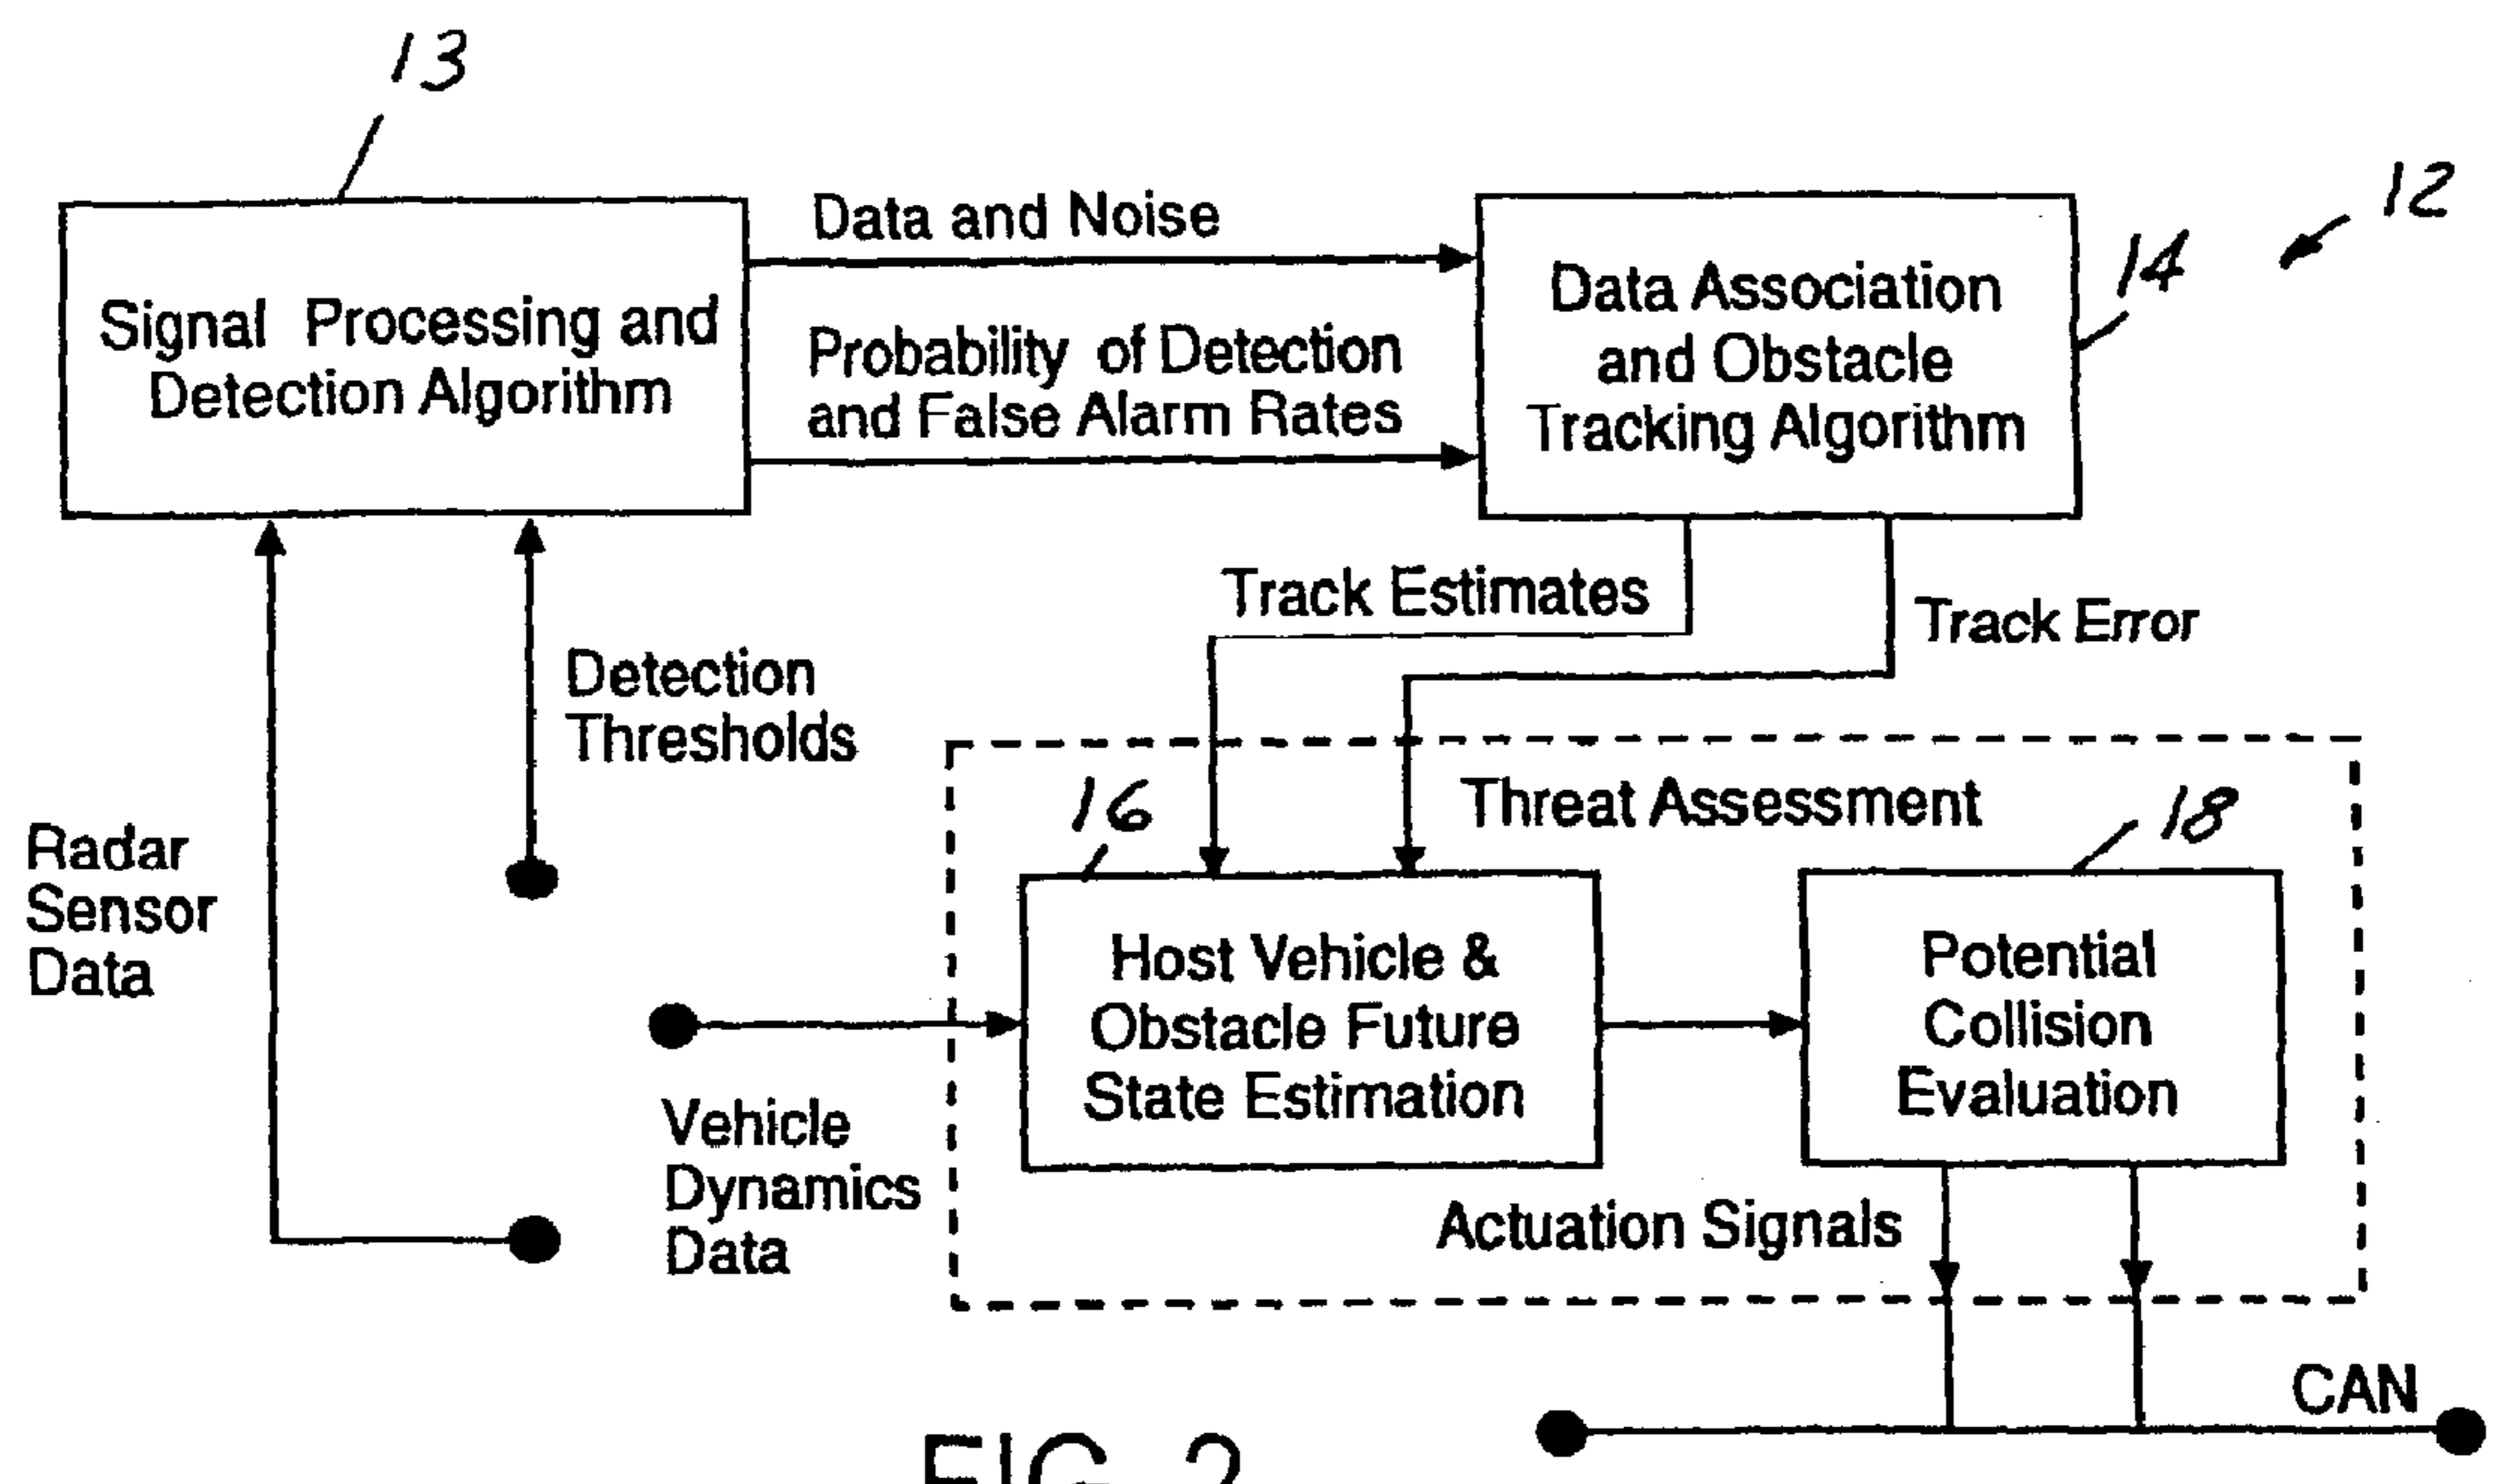 13
12
14
Signal Processing and
Detection Algorithm
Data and Noise
Probability of Detection
and False Alarm Rates
Data Association
and Obstacle
Tracking Algorithm
Track Estimates
Track Error
Detection
Thresholds
Radar
Sensor
Data
16
Threat Assessment
18
Host Vehicle &
Obstacle Future
State Estimation
Potential
Collision
Evaluation
Vehicle
Dynamics
Data
Actuation Signals
CAN
FIG. 2